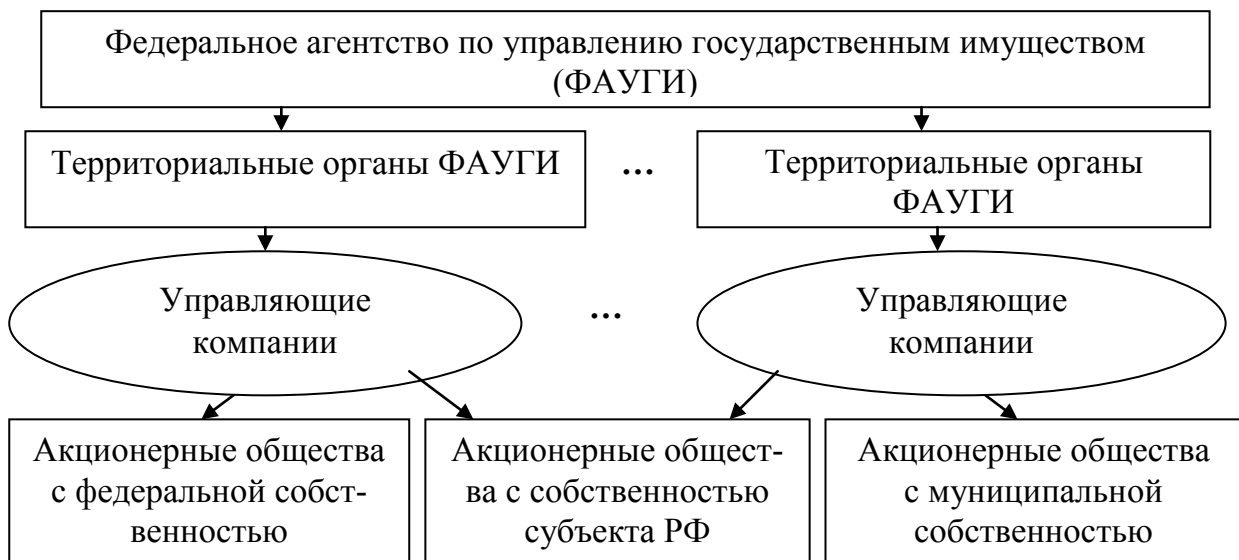 Федеральное агентство по управлению государственным имуществом
(ФАУГИ)
Территориальные органы ФАУГИ
...
Территориальные органы
ФАУГИ
Управляющие
компании
...
Управляющие
компании
Акционерные общества
с федеральной собст-
венностью
Акционерные общест-
ва с собственностью
субъекта РФ
Акционерные общества
с муниципальной
собственностью